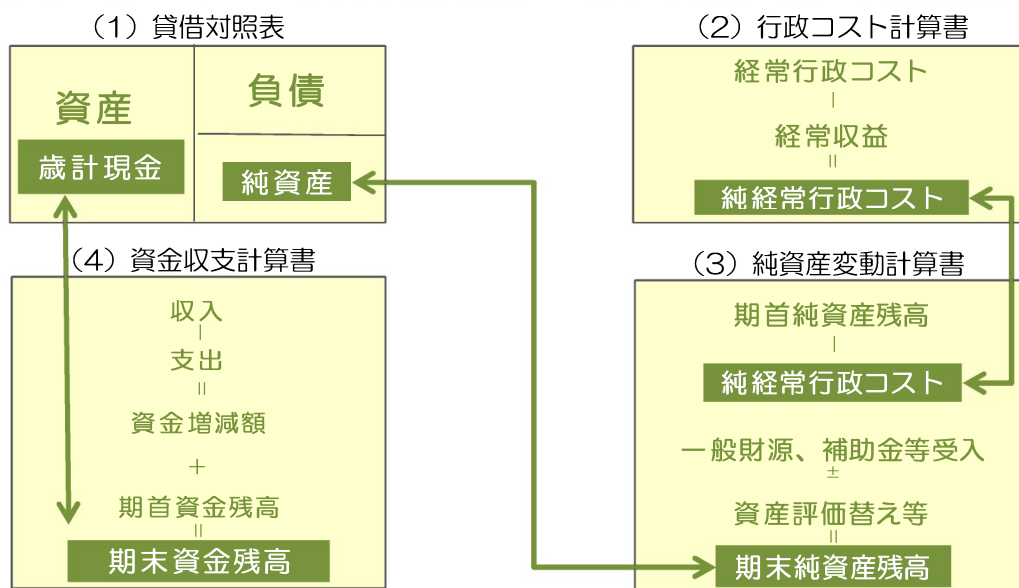 （1）貸借対照表
資産
歳計現金
負債
純資産
（2）行政コスト計算書
経常行政コスト
－
経常収益
＝
純経常行政コスト
（4）資金収支計算書
収入
－
支出
＝
資金増減額
＋
期首資金残高
＝
期末資金残高
（3）純資産変動計算書
期首純資産残高
－
純経常行政コスト
一般財源、補助金等受入
±
資産評価替え等
＝
期末純資産残高